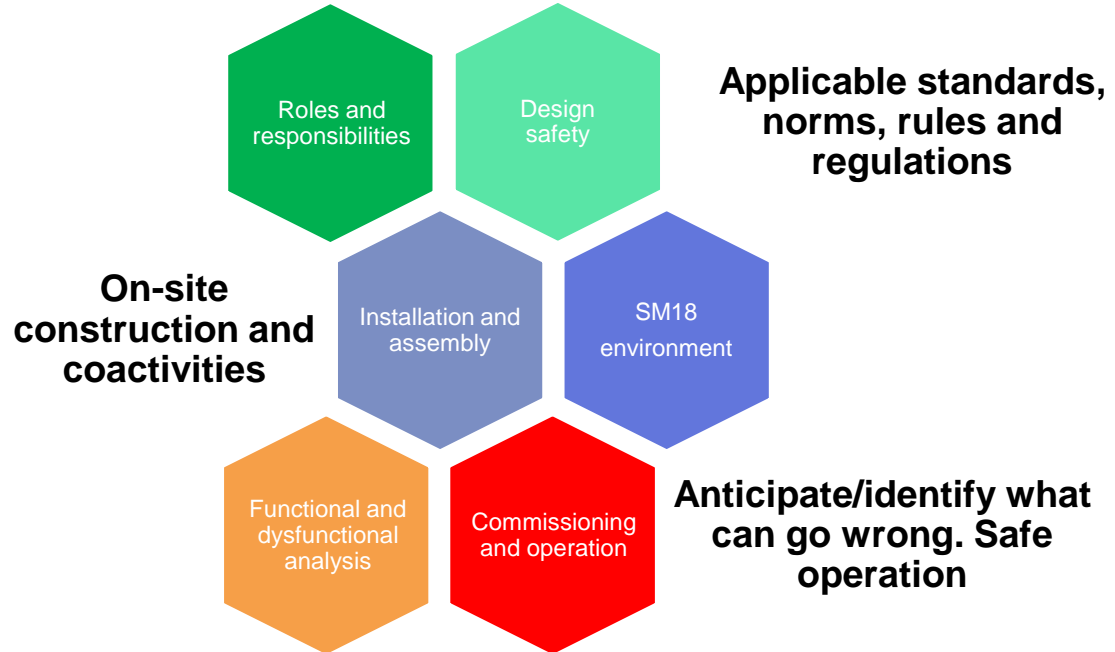 Roles and
responsibilities
Design
safety
Applicable standards,
norms, rules and
regulations
On-site
construction and
coactivities
Installation and
assembly
SM18
environment
Functional and
dysfunctional
analysis
Commissioning
and operation
Anticipate/identify what
can go wrong. Safe
operation